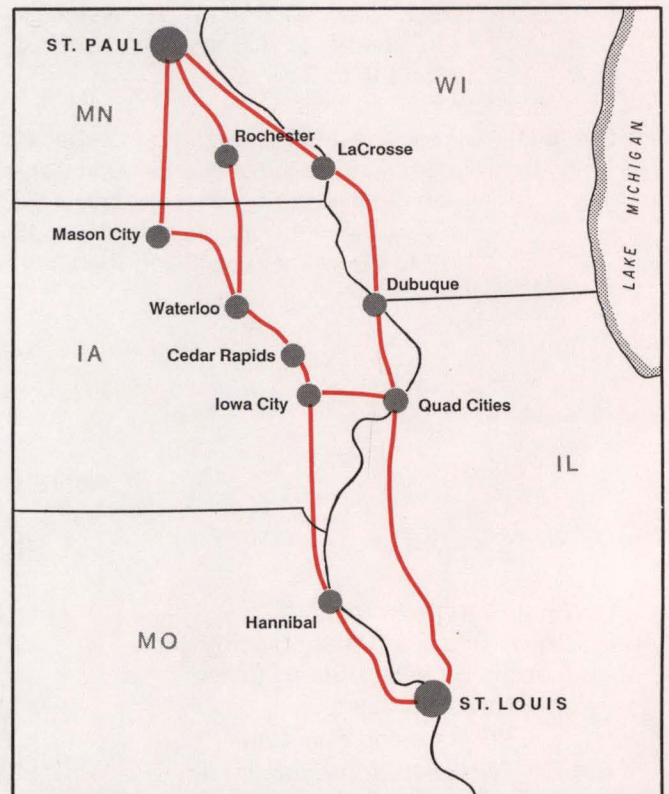 ST. PAUL
WI
MN
Rochester
LaCrosse
LAKE MICHIGAN
Mason City
Dubuque
Waterloo
IA
Cedar Rapids
Iowa City
Quad Cities
IL
Hannibal
MO
ST. LOUIS